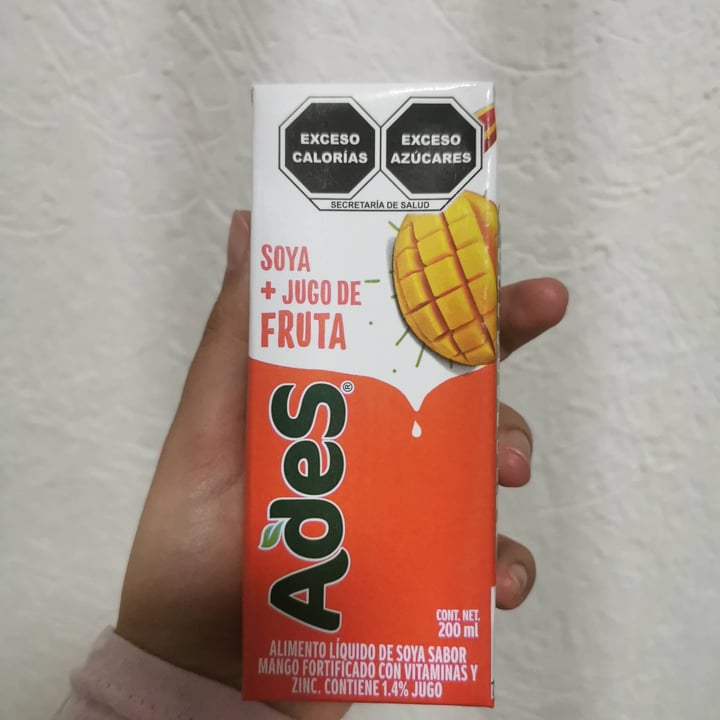 EXCESO
CALORÍAS
EXCESO
AZÚCARES
SECRETARÍA DE SALUD
SOYA
+ JUGO DE
FRUTA
AdeS®
CONT. NET.
200 ml
ALIMENTO LÍQUIDO DE SOYA SABOR
MANGO FORTIFICADO CON VITAMINAS Y
ZINC. CONTIENE 1.4% JUGO